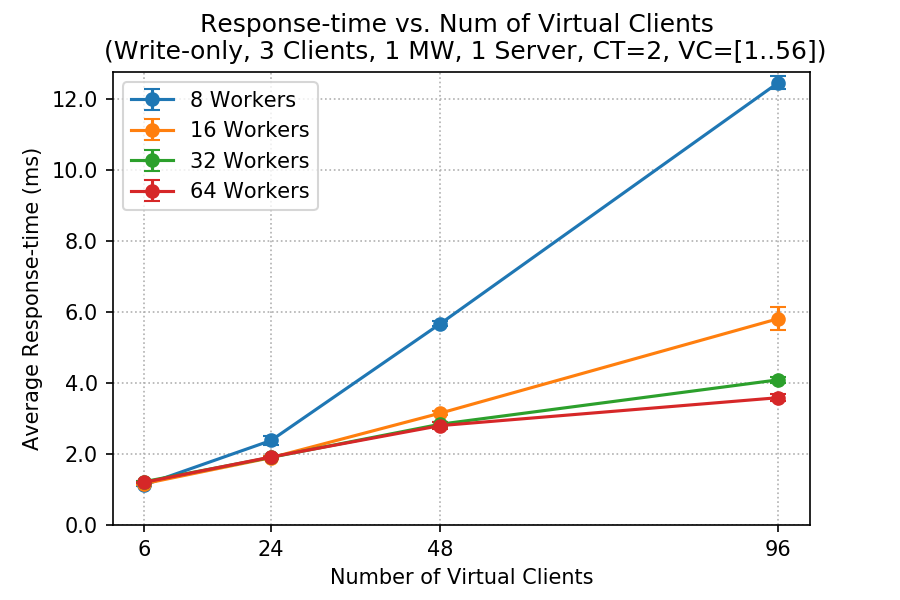 Response-time vs. Num of Virtual Clients
(Write-only, 3 Clients, 1 MW, 1 Server, CT=2, VC=[1..56])
8 Workers
16 Workers
32 Workers
64 Workers
Average Response-time (ms)
12.0
10.0
8.0
6.0
4.0
2.0
0.0
6 24 48 96
Number of Virtual Clients